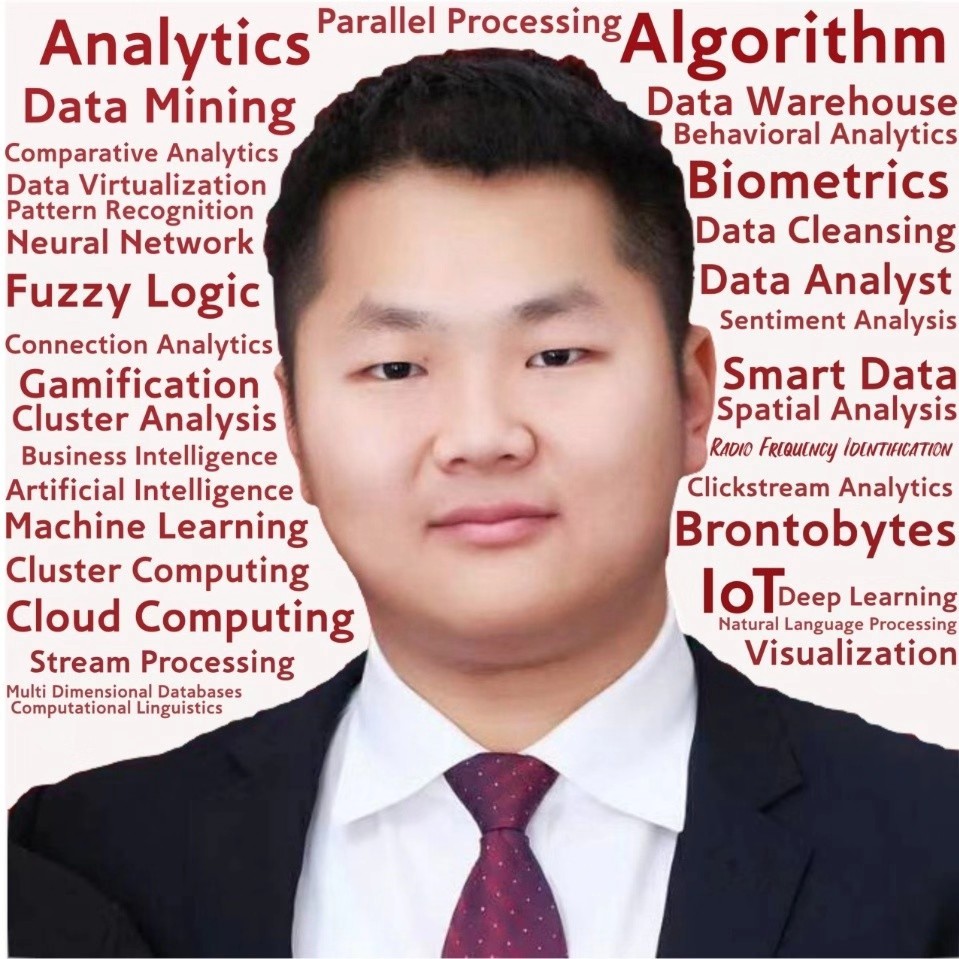 Parallel Processing
Analytics
Data Mining
Comparative Analytics
Data Virtualization
Pattern Recognition
Neural Network
Fuzzy Logic
Connection Analytics
Gamification
Cluster Analysis
Business Intelligence
Artificial Intelligence
Machine Learning
Cluster Computing
Cloud Computing
Stream Processing
Multi Dimensional Databases
Computational Linguistics
Algorithm
Data Warehouse
Behavioral Analytics
Biometrics
Data Cleansing
Data Analyst
Sentiment Analysis
Smart Data
Spatial Analysis
Radio Frequency Identification
Clickstream Analytics
Brontobytes
IoT Deep Learning
Natural Language Processing
Visualization